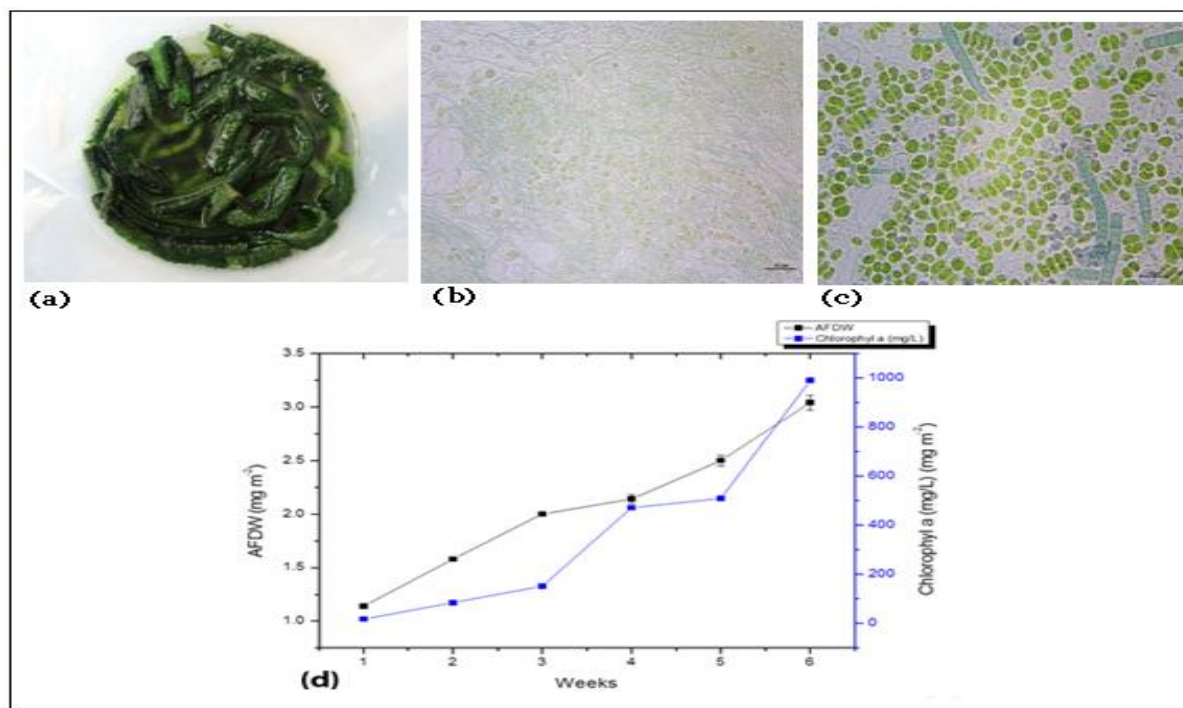 (a)
(b)
(c)
AFDW
Chlorophyl a (mg/L)
3.5
3.0
2.5
2.0
1.5
1.0
AFDW (mg m-2)
1000
800
600
400
200
0
Chlorophyl a (mg/L) (mg m-2)
1 2 3 4 5 6
(d)
Weeks